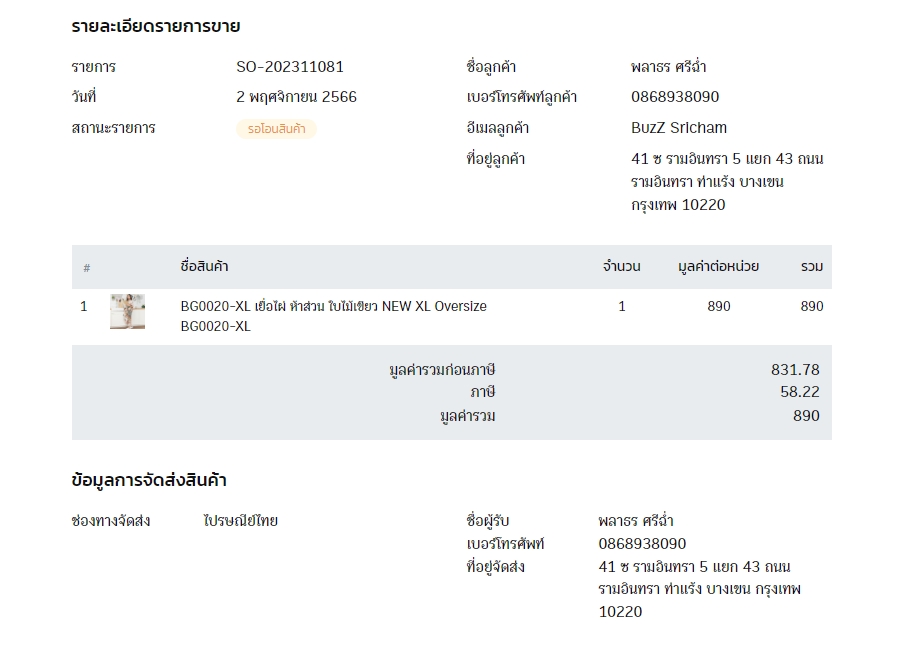 รายละเอียดรายการขาย
รายการ SO-202311081
วันที่ 2 พฤศจิกายน 2566
สถานะรายการ รอโอนสินค้า
ชื่อลูกค้า พลาธร ศรีฉ่ำ
เบอร์โทรศัพท์ลูกค้า 0868938090
อีเมลลูกค้า BuzZ Sricham
ที่อยู่ลูกค้า 41 ซ รามอินทรา 5 แยก 43 ถนน
รามอินทรา ท่าแร้ง บางเขน
กรุงเทพ 10220
# ชื่อสินค้า จำนวน มูลค่าต่อหน่วย รวม
1 BG0020-XL เยื่อไผ่ ห้าส่วน ใบไม้เขียว NEW XL Oversize 1 890 890
BG0020-XL
มูลค่ารวมก่อนภาษี 831.78
ภาษี 58.22
มูลค่ารวม 890
ข้อมูลการจัดส่งสินค้า
ช่องทางจัดส่ง ไปรษณีย์ไทย
ชื่อผู้รับ พลาธร ศรีฉ่ำ
เบอร์โทรศัพท์ 0868938090
ที่อยู่จัดส่ง 41 ซ รามอินทรา 5 แยก 43 ถนน
รามอินทรา ท่าแร้ง บางเขน กรุงเทพ
10220